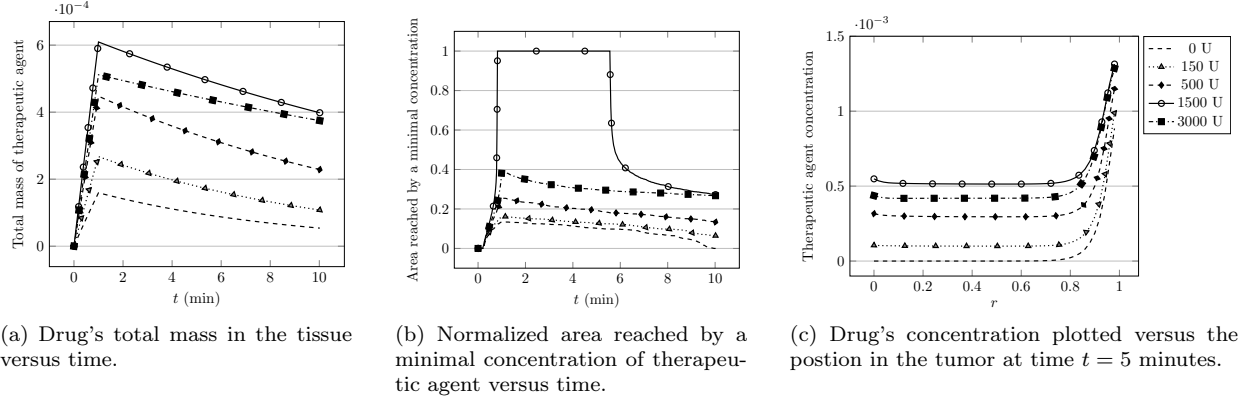 ·10⁻⁴
6
4
2
0
0 2 4 6 8 10
t (min)
Total mass of therapeutic agent
1
0.8
0.6
0.4
0.2
0
0 2 4 6 8 10
t (min)
Area reached by a minimal concentration
·10⁻³
1.5
1
0.5
0
0 0.2 0.4 0.6 0.8 1
r
Therapeutic agent concentration
0 U
150 U
500 U
1500 U
3000 U
(a) Drug's total mass in the tissue
versus time.
(b) Normalized area reached by a
minimal concentration of therapeu-
tic agent versus time.
(c) Drug's concentration plotted versus the
postion in the tumor at time t = 5 minutes.